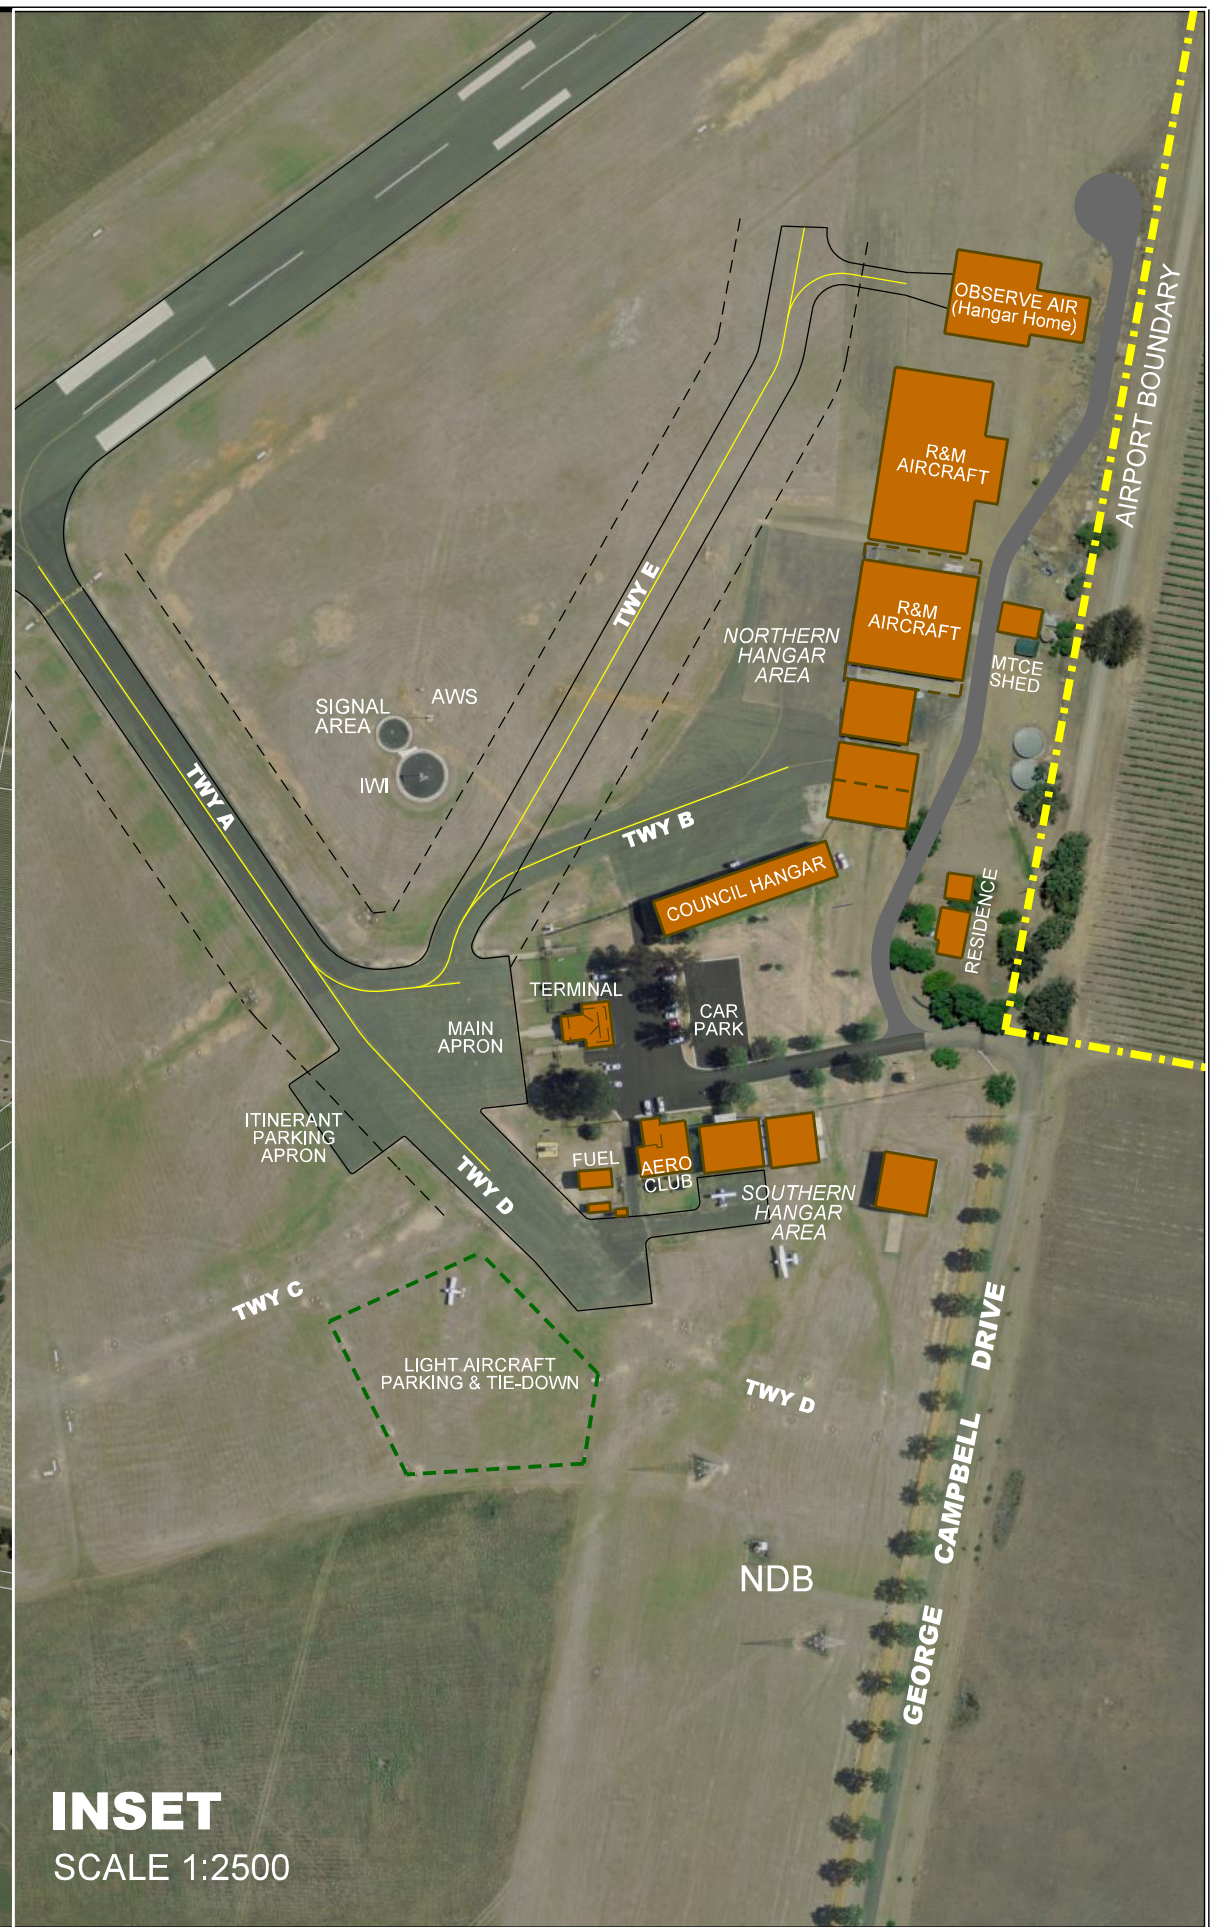 OBSERVE AIR
(Hangar Home)
AIRPORT BOUNDARY
R&M
AIRCRAFT
TWY E
R&M
AIRCRAFT
NORTHERN
HANGAR
AREA
MTCE
SHED
SIGNAL
AREA
AWS
IWI
TWY A
TWY B
COUNCIL HANGAR
RESIDENCE
TERMINAL
CAR
PARK
MAIN
APRON
ITINERANT
PARKING
APRON
FUEL
AERO
CLUB
TWY D
SOUTHERN
HANGAR
AREA
TWY C
LIGHT AIRCRAFT
PARKING & TIE-DOWN
TWY D
GEORGE CAMPBELL DRIVE
NDB
INSET
SCALE 1:2500